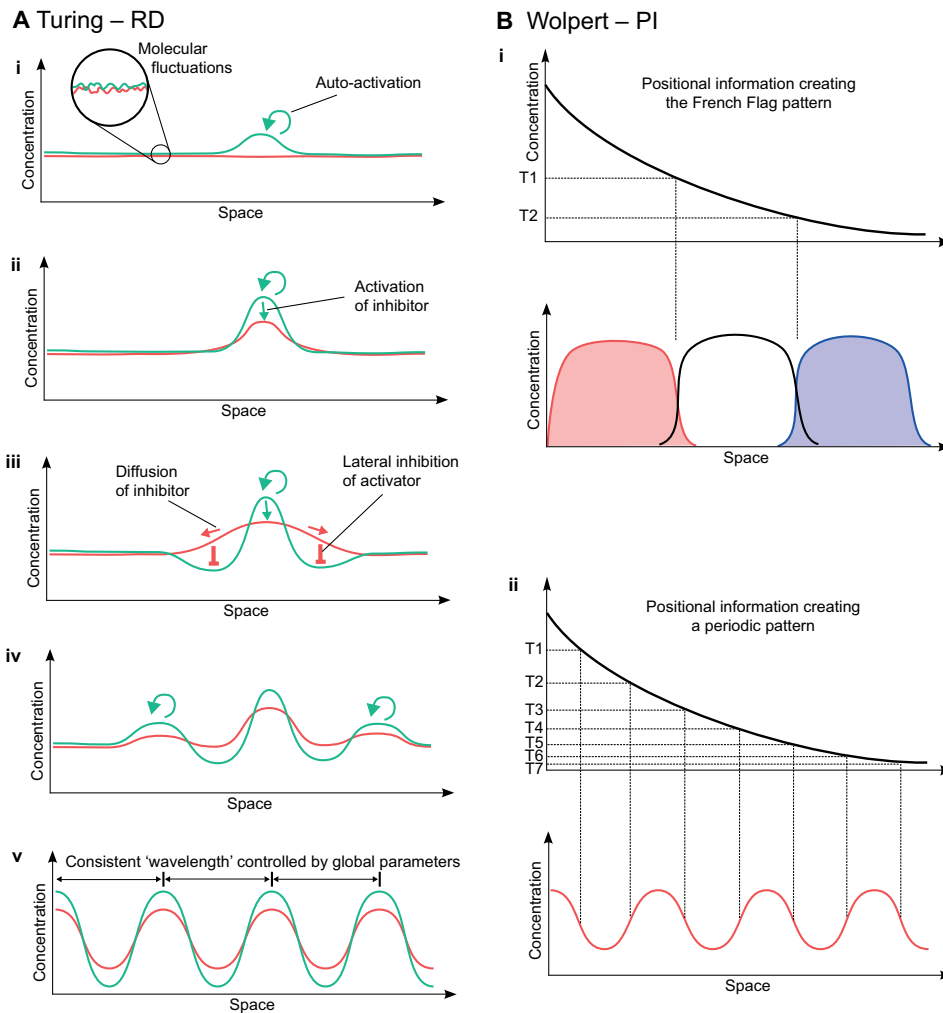 A Turing – RD
i
Molecular
fluctuations
Auto-activation
Concentration
Space
ii
Activation
of inhibitor
Concentration
Space
iii
Diffusion
of inhibitor
Lateral inhibition
of activator
Concentration
Space
iv
Concentration
Space
v
Consistent ‘wavelength’ controlled by global parameters
Concentration
Space
B Wolpert – PI
i
Positional information creating
the French Flag pattern
Concentration
T1
T2
Concentration
Space
ii
Positional information creating
a periodic pattern
T1
T2
T3
T4
T5
T6
T7
Concentration
Space